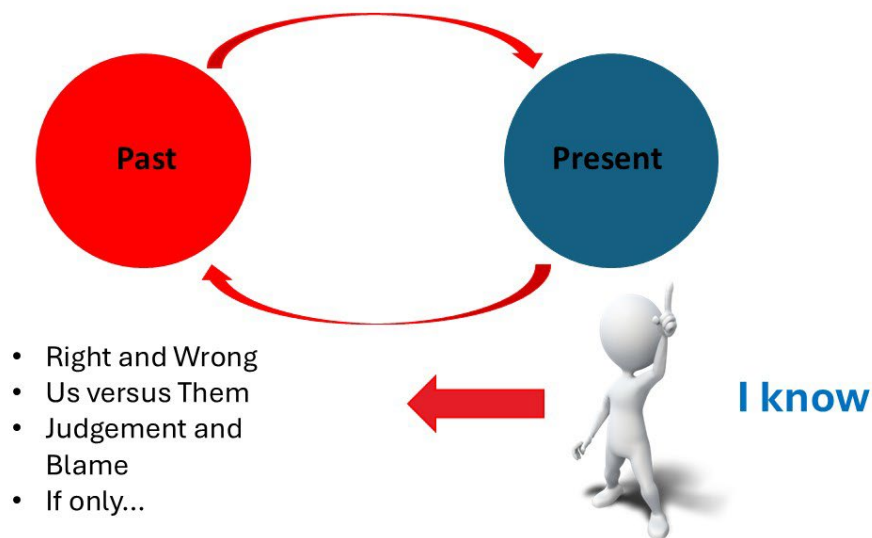 Past
Present
• Right and Wrong
• Us versus Them
• Judgement and
Blame
• If only...
I know